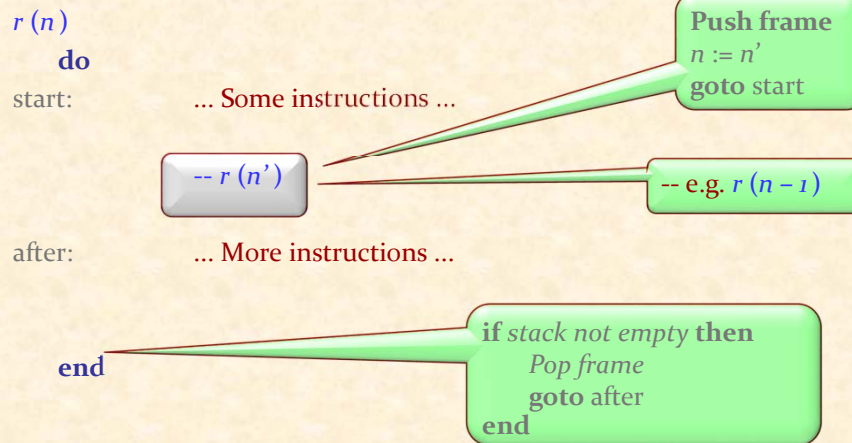 r (n)
do
start: ... Some instructions ...
Push frame
n := n’
goto start
-- r (n’)
-- e.g. r (n – 1)
after: ... More instructions ...
end
if stack not empty then
Pop frame
goto after
end